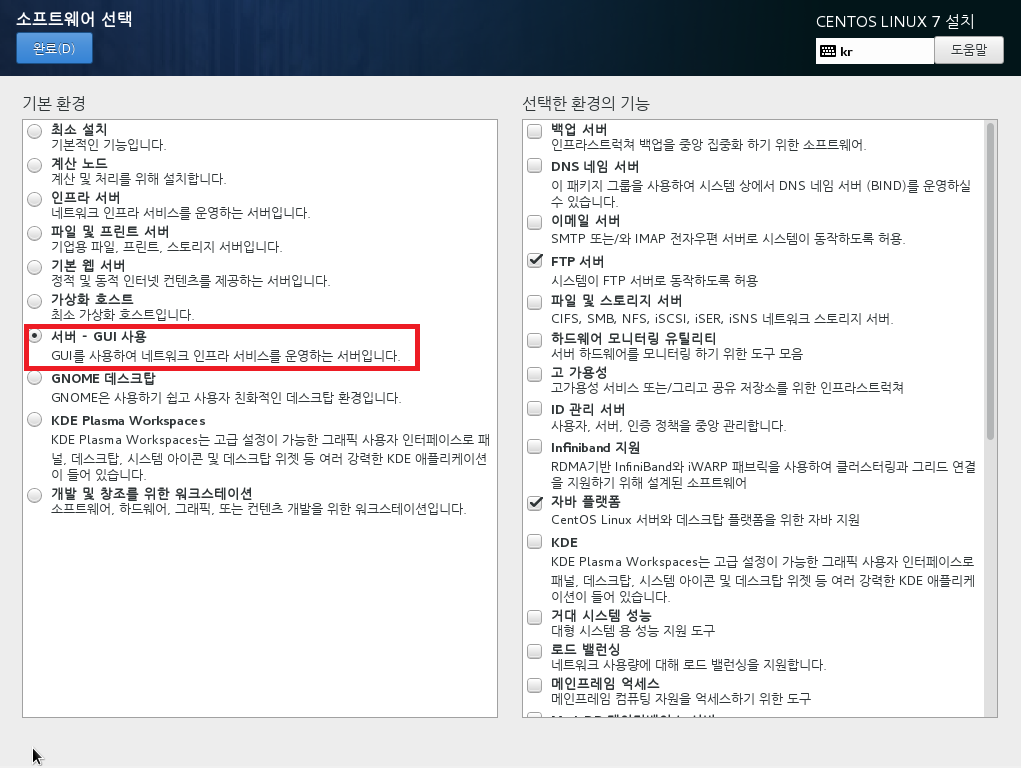 소프트웨어 선택
완료(D)
CENTOS LINUX 7 설치
kr
도움말
기본 환경
최소 설치
기본적인 기능입니다.
계산 노드
계산 및 처리를 위해 설치합니다.
인프라 서버
네트워크 인프라 서비스를 운영하는 서버입니다.
파일 및 프린트 서버
기업용 파일, 프린트, 스토리지 서버입니다.
기본 웹 서버
정적 및 동적 인터넷 컨텐츠를 제공하는 서버입니다.
가상화 호스트
최소 가상화 호스트입니다.
서버 - GUI 사용
GUI를 사용하여 네트워크 인프라 서비스를 운영하는 서버입니다.
GNOME 데스크탑
GNOME은 사용하기 쉽고 사용자 친화적인 데스크탑 환경입니다.
KDE Plasma Workspaces
KDE Plasma Workspaces는 고급 설정이 가능한 그래픽 사용자 인터페이스로 패
널, 데스크탑, 시스템 아이콘 및 데스크탑 위젯 등 여러 강력한 KDE 애플리케이션
이 들어 있습니다.
개발 및 창조를 위한 워크스테이션
소프트웨어, 하드웨어, 그래픽, 또는 컨텐츠 개발을 위한 워크스테이션입니다.
선택한 환경의 기능
백업 서버
인프라스트럭쳐 백업을 중앙 집중화 하기 위한 소프트웨어.
DNS 네임 서버
이 패키지 그룹을 사용하여 시스템 상에서 DNS 네임 서버 (BIND)를 운영하실
수 있습니다.
이메일 서버
SMTP 또는/와 IMAP 전자우편 서버로 시스템이 동작하도록 허용.
FTP 서버
시스템이 FTP 서버로 동작하도록 허용
파일 및 스토리지 서버
CIFS, SMB, NFS, iSCSI, iSER, iSNS 네트워크 스토리지 서버.
하드웨어 모니터링 유틸리티
서버 하드웨어를 모니터링 하기 위한 도구 모음
고 가용성
고가용성 서비스 또는/그리고 공유 저장소를 위한 인프라스트럭쳐
ID 관리 서버
사용자, 서버, 인증 정책을 중앙 관리합니다.
Infiniband 지원
RDMA기반 InfiniBand와 iWARP 패브릭을 사용하여 클러스터링과 그리드 연결
을 지원하기 위해 설계된 소프트웨어
자바 플랫폼
CentOS Linux 서버와 데스크탑 플랫폼을 위한 자바 지원
KDE
KDE Plasma Workspaces는 고급 설정이 가능한 그래픽 사용자 인터페이스로
패널, 데스크탑, 시스템 아이콘 및 데스크탑 위젯 등 여러 강력한 KDE 애플리케
이션이 들어 있습니다.
거대 시스템 성능
대형 시스템 용 성능 지원 도구
로드 밸런싱
네트워크 사용량에 대해 로드 밸런싱을 지원합니다.
메인프레임 억세스
메인프레임 컴퓨팅 자원을 억세스하기 위한 도구